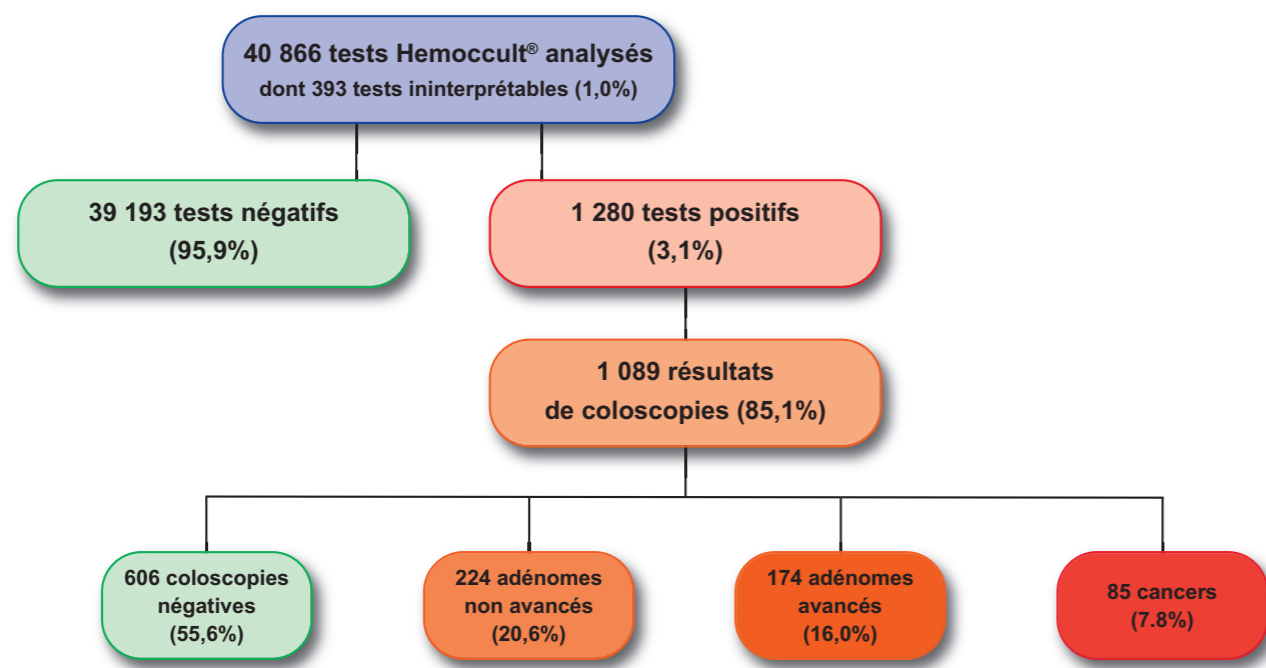 40 866 tests Hemoccult® analysés
dont 393 tests ininterprétables (1,0%)
39 193 tests négatifs
(95,9%)
1 280 tests positifs
(3,1%)
1 089 résultats
de coloscopies (85,1%)
606 coloscopies
négatives
(55,6%)
224 adénomes
non avancés
(20,6%)
174 adénomes
avancés
(16,0%)
85 cancers
(7.8%)